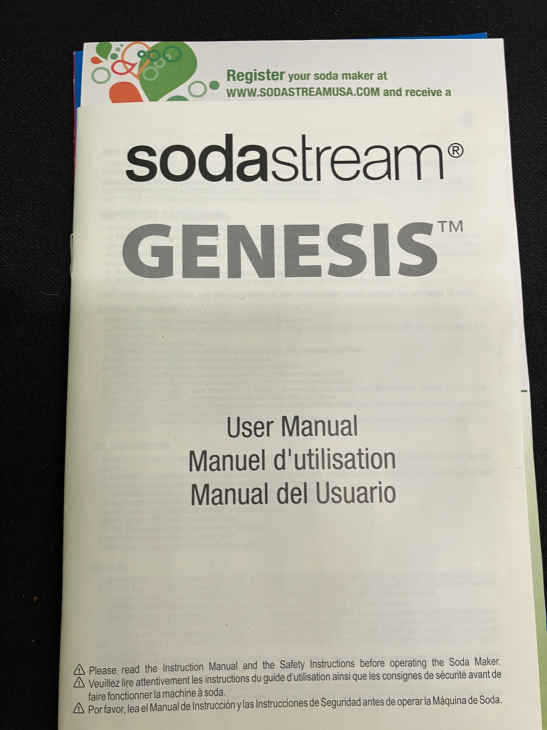 Register your soda maker at
WWW.SODASTREAMUSA.COM and receive a
sodastream®
GENESIS™
User Manual
Manuel d'utilisation
Manual del Usuario
⚠ Please read the Instruction Manual and the Safety Instructions before operating the Soda Maker.
⚠ Veuillez lire attentivement les instructions du guide d'utilisation ainsi que les consignes de sécurité avant de
faire fonctionner la machine à soda.
⚠ Por favor, lea el Manual de Instrucción y las Instrucciones de Seguridad antes de operar la Máquina de Soda.